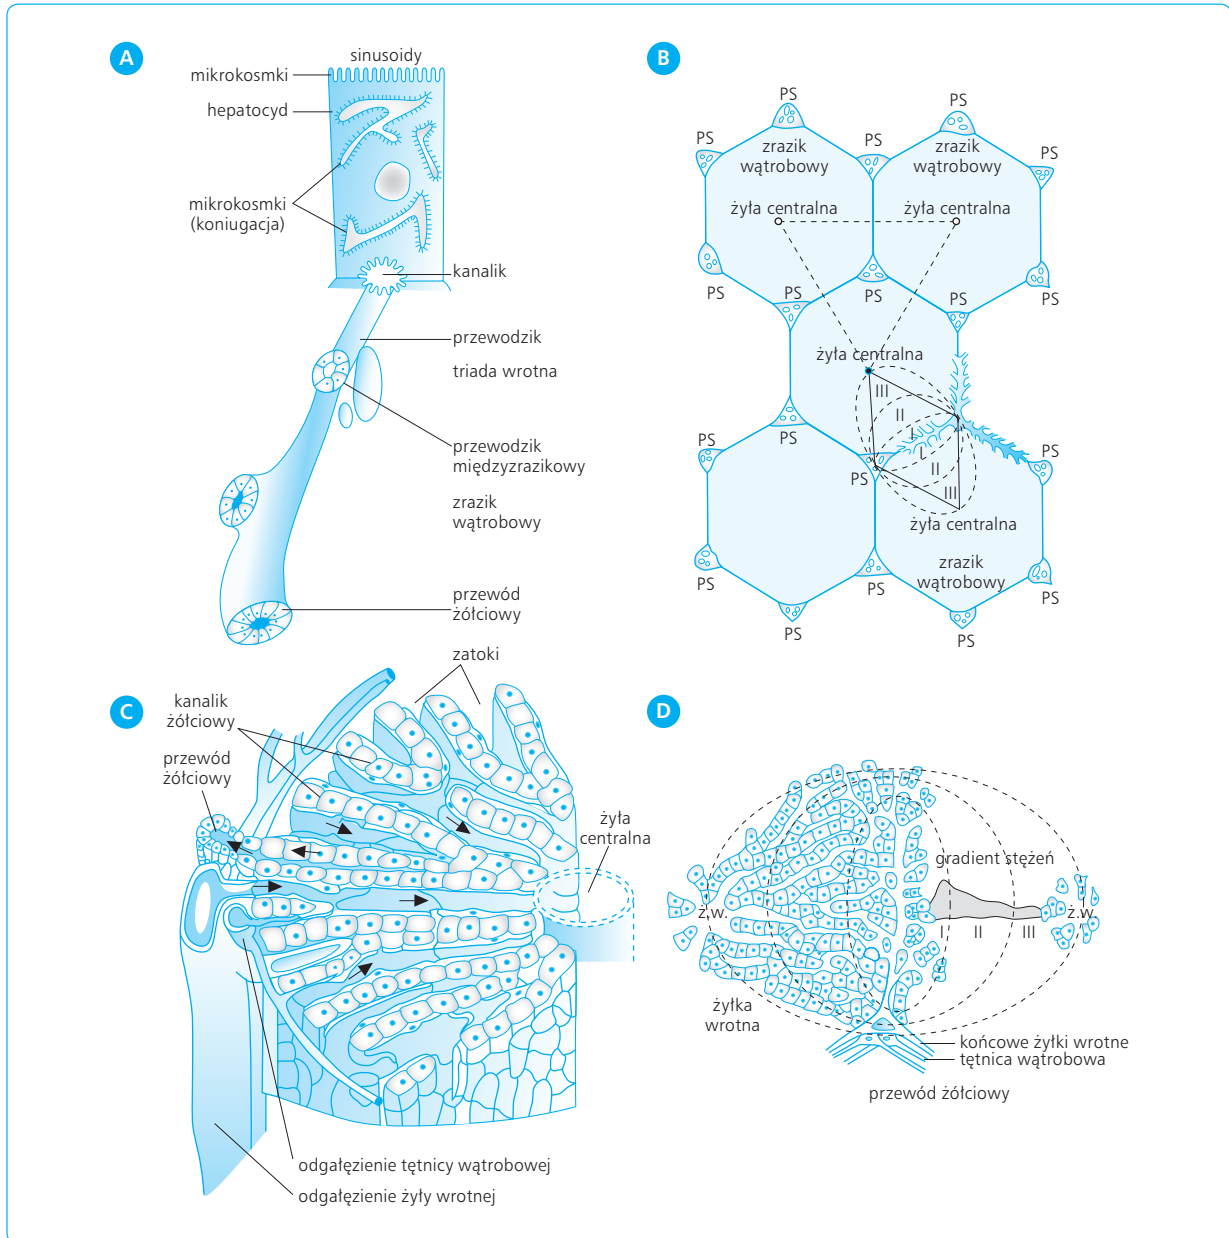 A
sinusoidy
mikrokosmki
hepatocyd
mikrokosmki
(koniugacja)
kanalik
przewodzik
triada wrotna
przewodzik
międzyzrazikowy
zrazik
wątrobowy
przewód
żółciowy
B
PS
PS
PS
PS
PS
zrazik
wątrobowy
zrazik
wątrobowy
żyła centralna
żyła centralna
PS
PS
PS
PS
PS
żyła centralna
III
II
I
I
II
III
PS
PS
PS
PS
żyła centralna
zrazik
wątrobowy
PS
PS
PS
PS
PS
C
zatoki
kanalik
żółciowy
przewód
żółciowy
żyła
centralna
odgałęzienie tętnicy wątrobowej
odgałęzienie żyły wrotnej
D
gradient stężeń
ż.w.
ż.w.
I
II
III
żyłka
wrotna
końcowe żyłki wrotne
tętnica wątrobowa
przewód żółciowy